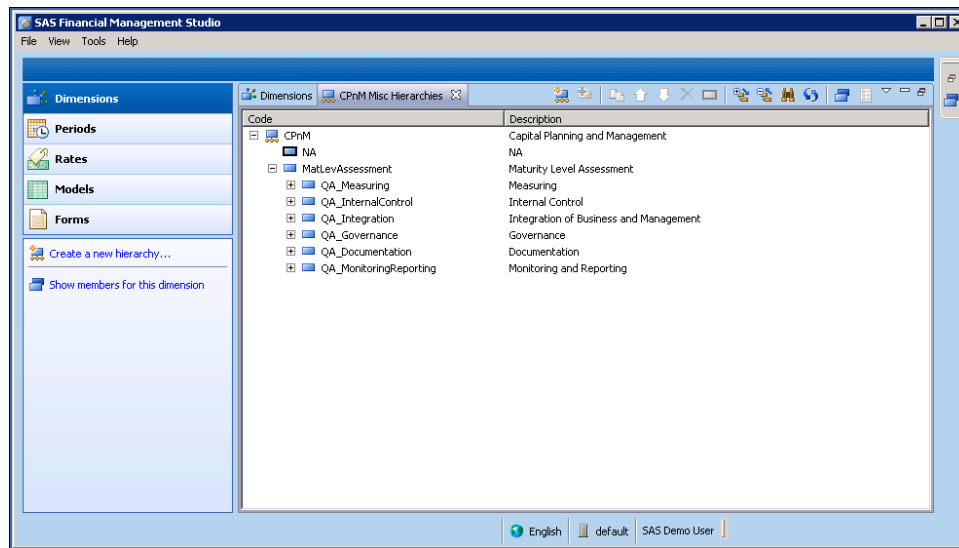 SAS Financial Management Studio
File View Tools Help
Dimensions
Periods
Rates
Models
Forms
Create a new hierarchy...
Show members for this dimension
Dimensions CPnM Misc Hierarchies
Code Description
CPnM Capital Planning and Management
NA NA
MatLevAssessment Maturity Level Assessment
QA_Measuring Measuring
QA_InternalControl Internal Control
QA_Integration Integration of Business and Management
QA_Governance Governance
QA_Documentation Documentation
QA_MonitoringReporting Monitoring and Reporting
English default SAS Demo User